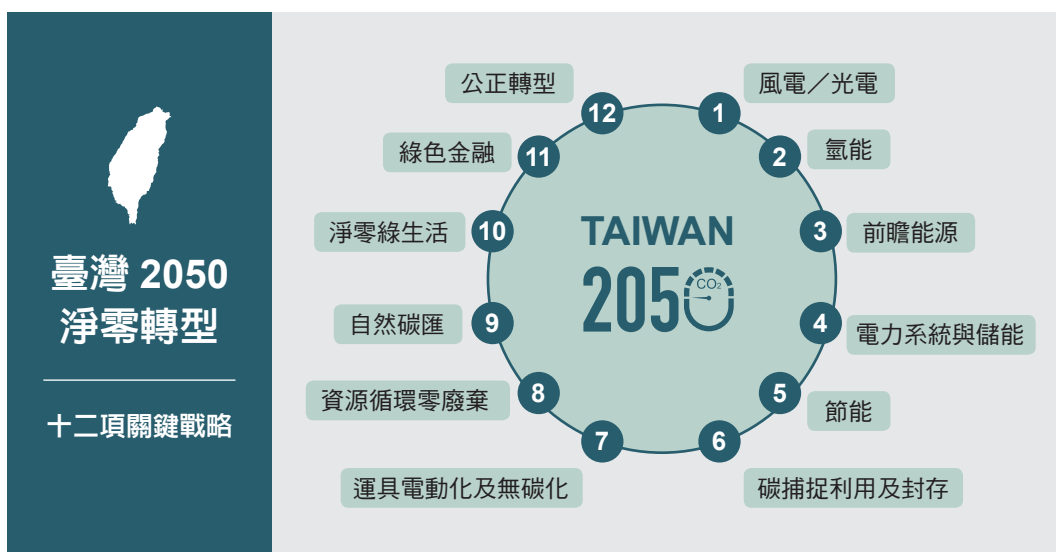 臺灣 2050
淨零轉型
十二項關鍵戰略
TAIWAN
2050
CO₂
1
風電／光電
2
氫能
3
前瞻能源
4
電力系統與儲能
5
節能
6
碳捕捉利用及封存
7
運具電動化及無碳化
8
資源循環零廢棄
9
自然碳匯
10
淨零綠生活
11
綠色金融
12
公正轉型